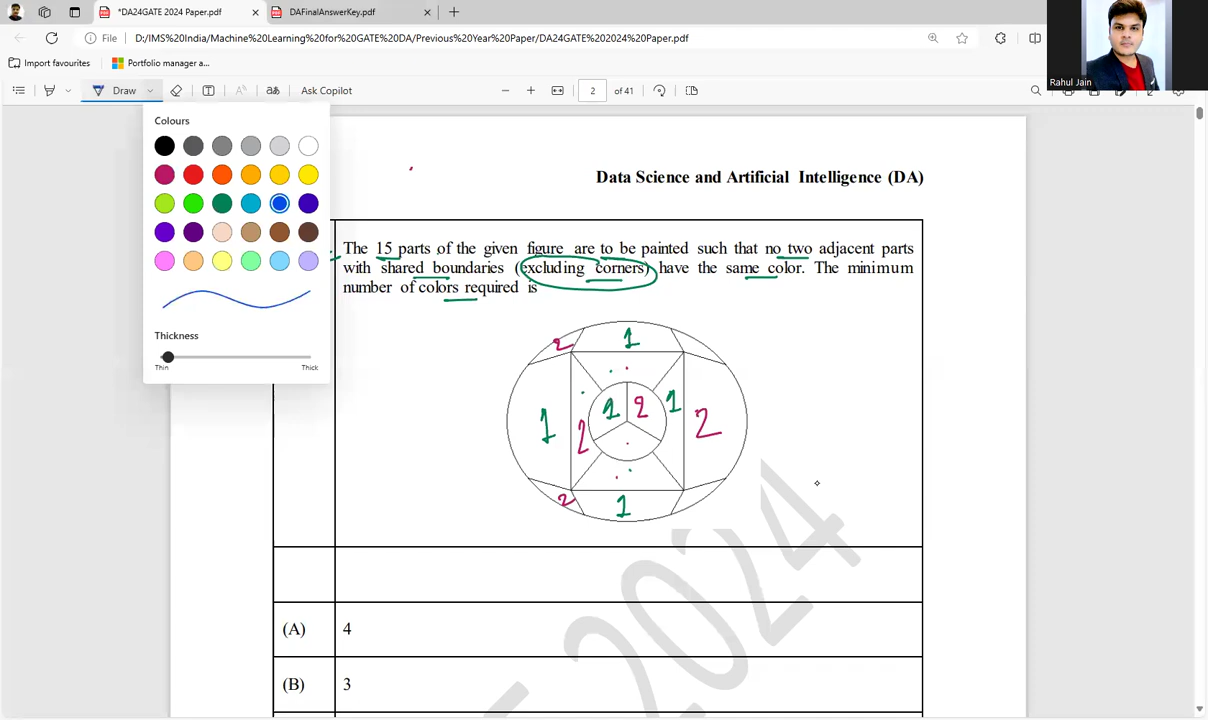 *DA24GATE 2024 Paper.pdf
DAFinalAnswerKey.pdf
File
D:/IMS%20India/Machine%20Learning%20for%20GATE%20DA/Previous%20Year%20Paper/DA24GATE%202024%20Paper.pdf
Rahul Jain
Import favourites
Portfolio manager a...
Draw
Ask Copilot
2 of 41
Colours
Thickness
Thin
Thick
Data Science and Artificial Intelligence (DA)
The 15 parts of the given figure are to be painted such that no two adjacent parts
with shared boundaries (excluding corners) have the same color. The minimum
number of colors required is
2 1
1 2 1 2 1 2
2 1
(A) 4
(B) 3
2024